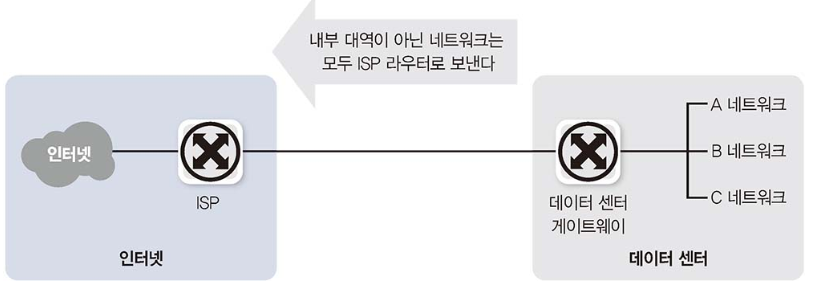 내부 대역이 아닌 네트워크는
모두 ISP 라우터로 보낸다
인터넷
ISP
인터넷
데이터 센터
게이트웨이
A 네트워크
B 네트워크
C 네트워크
데이터 센터